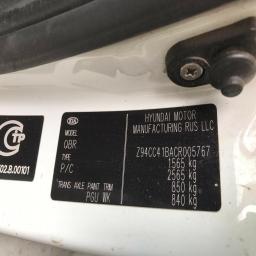 KIA
HYUNDAI MOTOR
MANUFACTURING RUS LLC
MODEL
QBR
TYPE
Z94CC41BACR005767
P/C
1565 kg
2565 kg
850 kg
840 kg
TRANS AXLE PAINT TRIM
PGU WK
CTP
02.B.00101